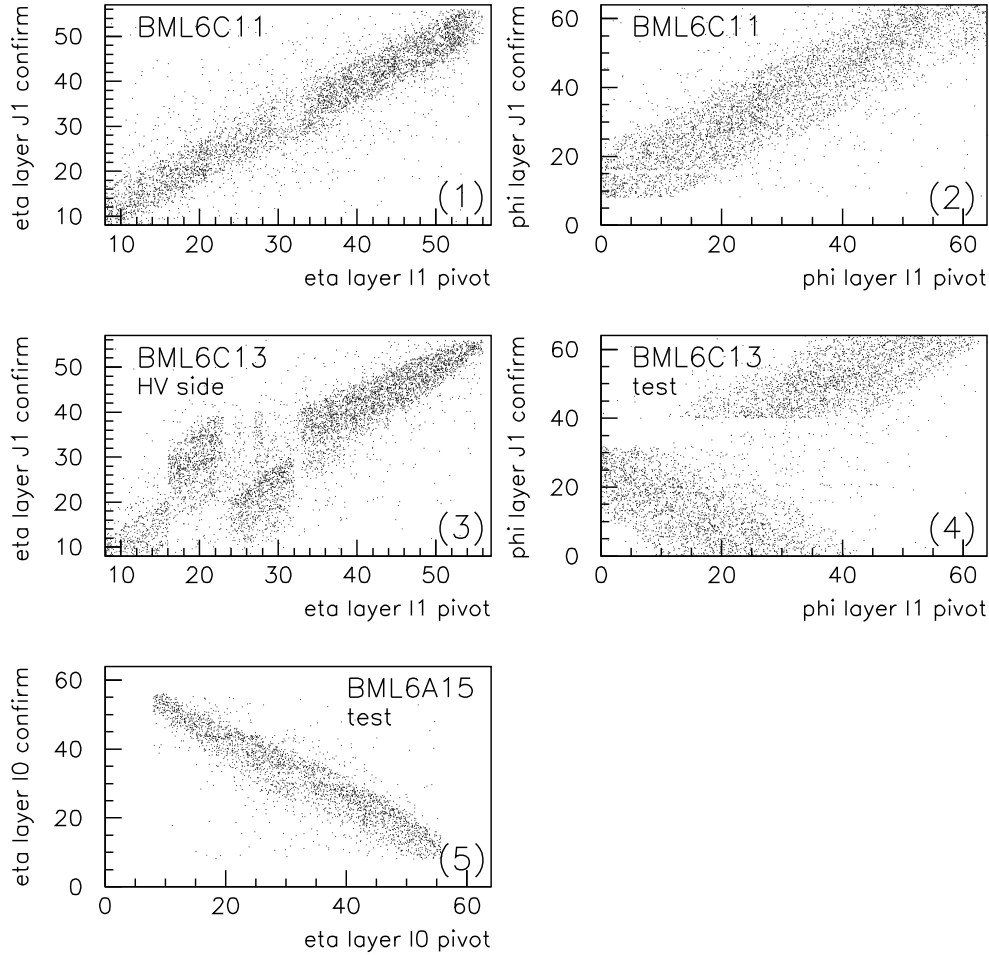 eta layer J1 confirm
50
40
30
20
10
BML6C11
(1)
10 20 30 40 50
eta layer I1 pivot
phi layer J1 confirm
60
40
20
0
BML6C11
(2)
0 20 40 60
phi layer I1 pivot
eta layer J1 confirm
50
40
30
20
10
BML6C13
HV side
(3)
10 20 30 40 50
eta layer I1 pivot
phi layer J1 confirm
60
40
20
0
BML6C13
test
(4)
0 20 40 60
phi layer I1 pivot
eta layer I0 confirm
60
40
20
0
BML6A15
test
(5)
0 20 40 60
eta layer I0 pivot